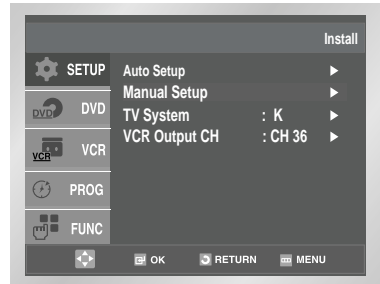 Install
SETUP
Auto Setup
Manual Setup
TV System : K
VCR Output CH : CH 36
DVD
DVD
VCR
VCR
PROG
FUNC
OK RETURN MENU